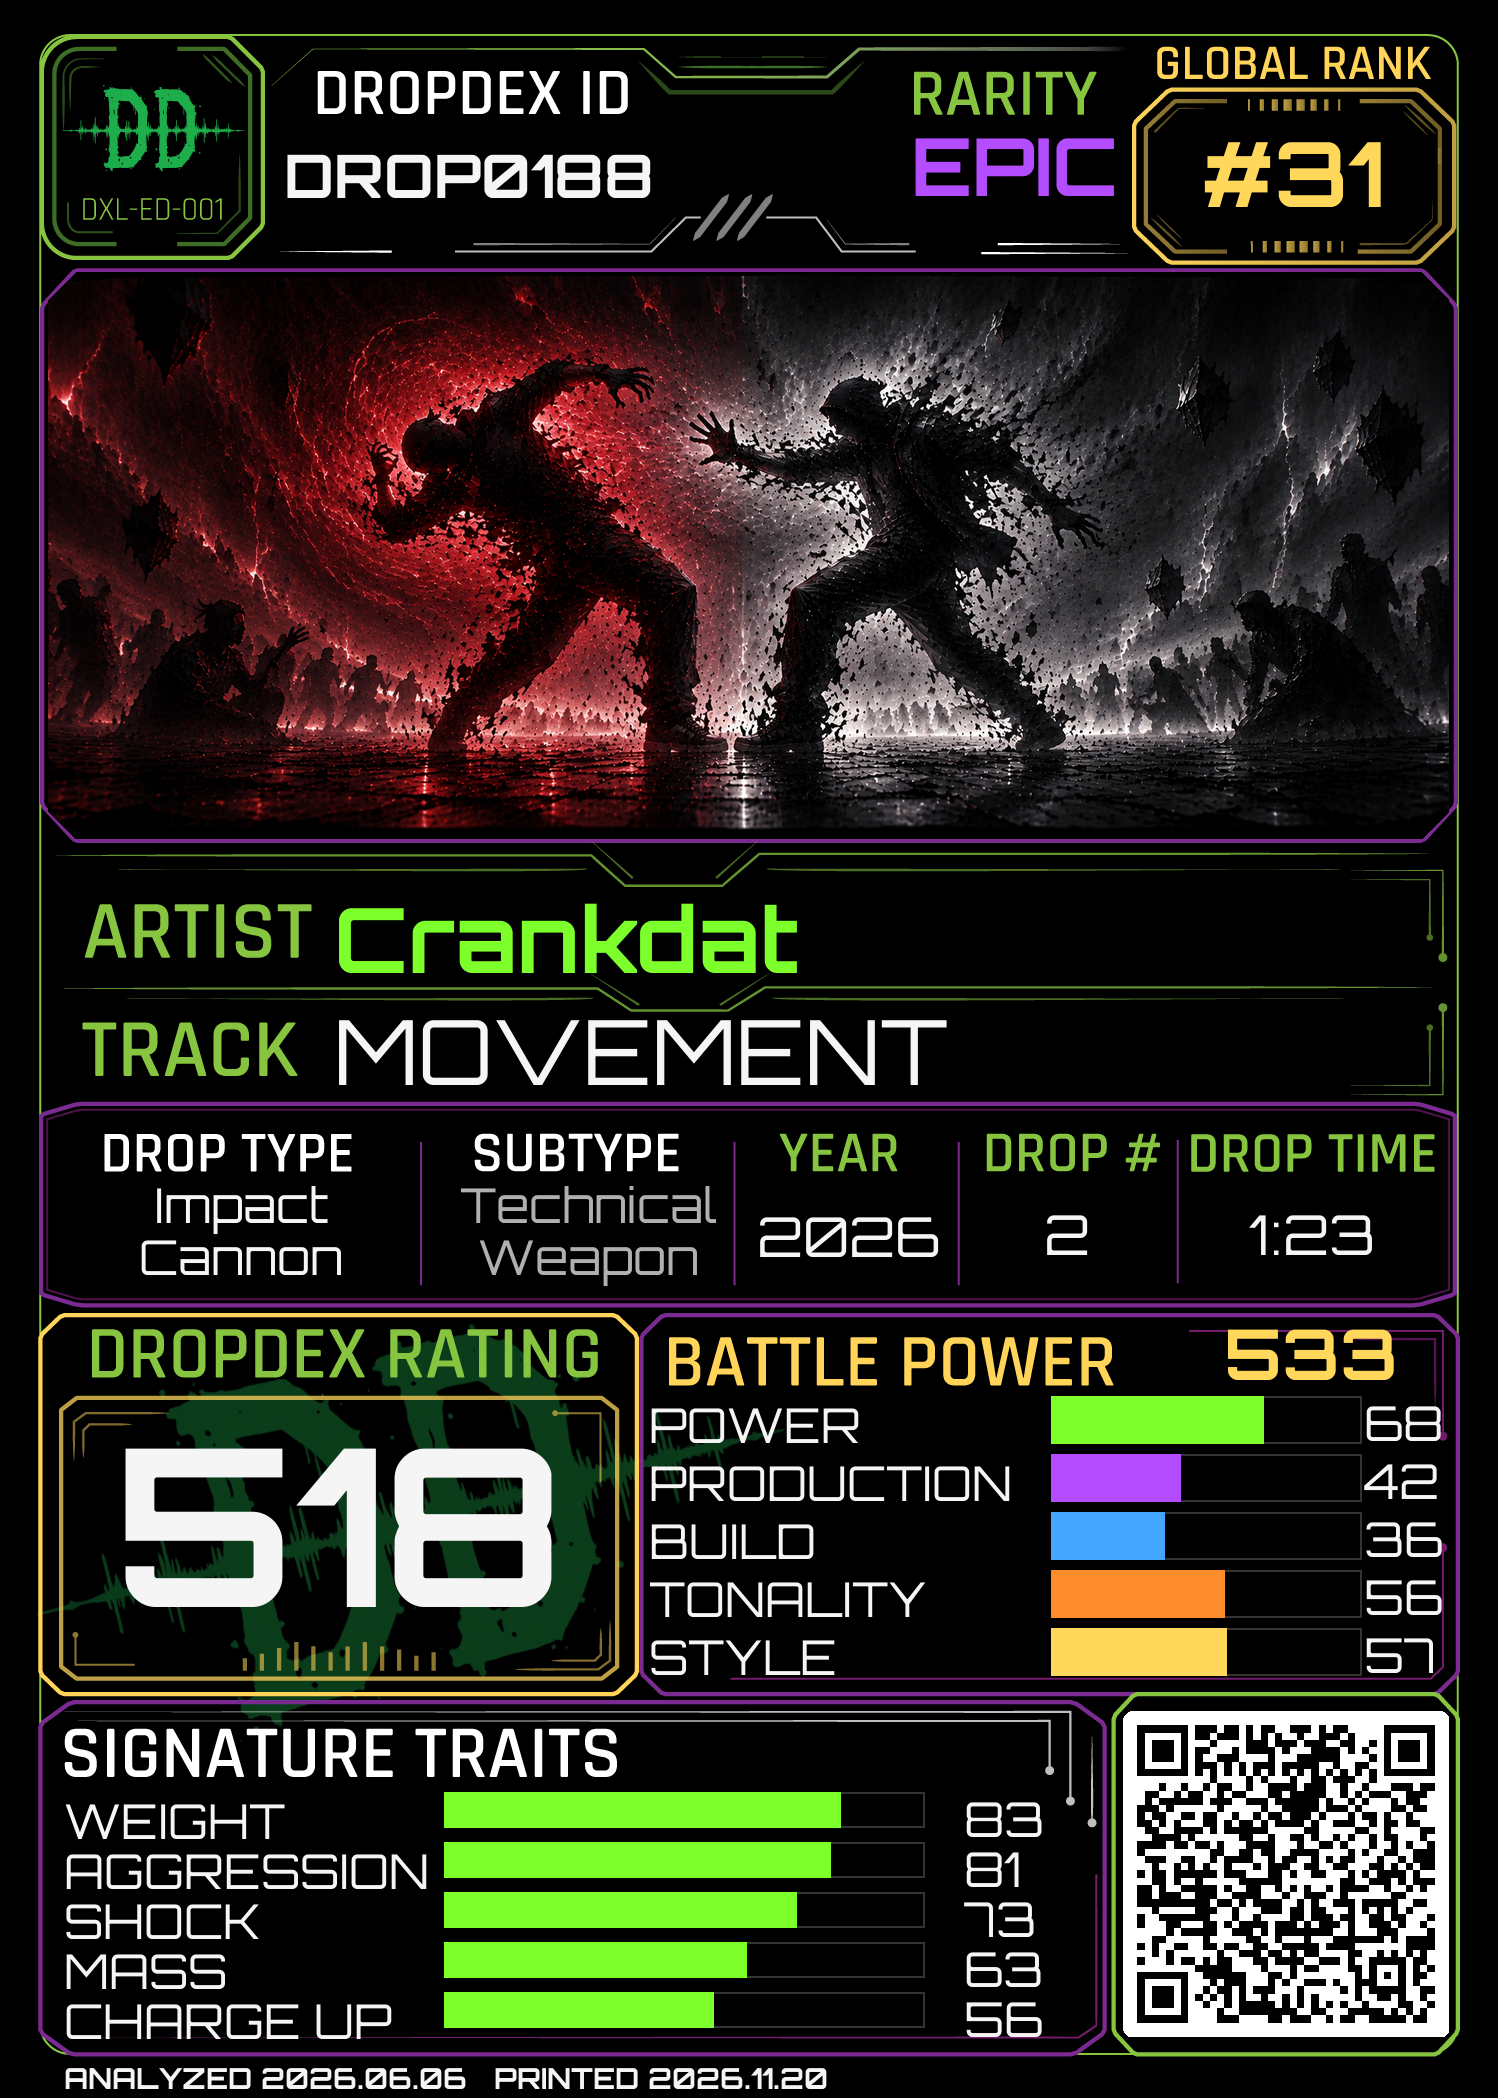 DD
DXL-ED-001
DROPDEX ID
DROP0188
RARITY
EPIC
GLOBAL RANK
#31
ARTIST Crankdat
TRACK MOVEMENT
DROP TYPE
Impact
Cannon
SUBTYPE
Technical
Weapon
YEAR
2026
DROP #
2
DROP TIME
1:23
DROPDEX RATING
518
BATTLE POWER 533
POWER 68
PRODUCTION 42
BUILD 36
TONALITY 56
STYLE 57
SIGNATURE TRAITS
WEIGHT 83
AGGRESSION 81
SHOCK 73
MASS 63
CHARGE UP 56
ANALYZED 2026.06.06 PRINTED 2026.11.20